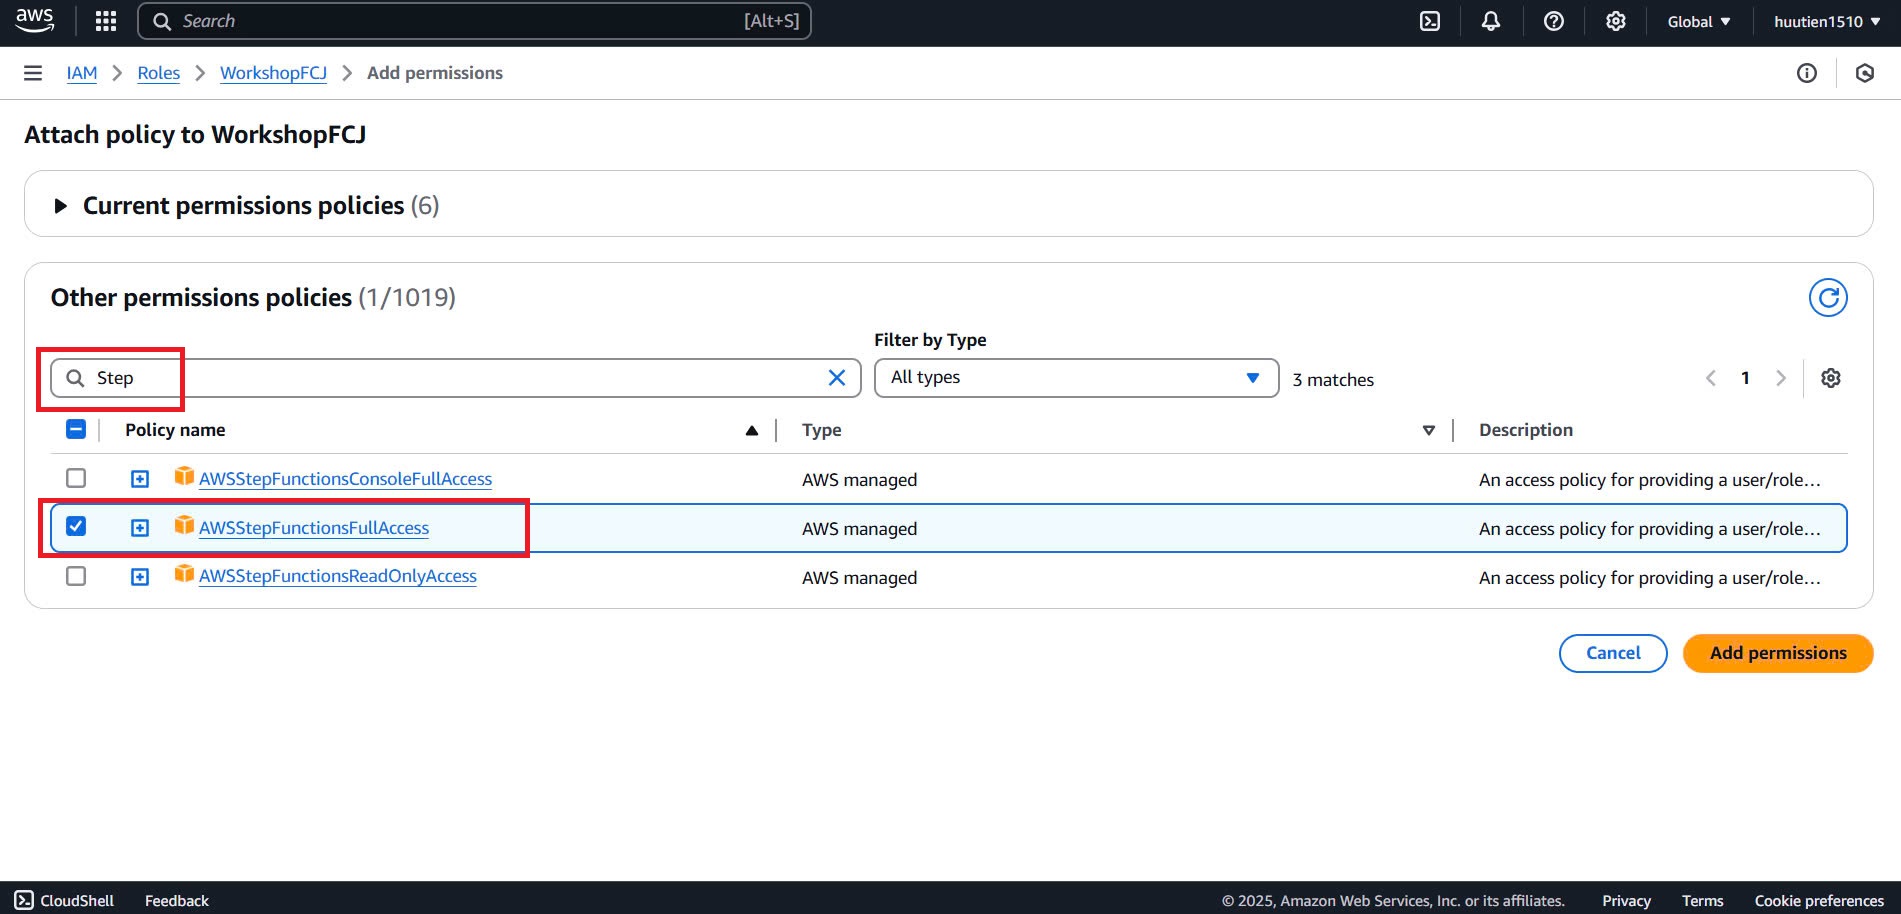 aws Search [Alt+S] Global huutien1510
IAM Roles WorkshopFCJ Add permissions
Attach policy to WorkshopFCJ
Current permissions policies (6)
Other permissions policies (1/1019)
Filter by Type
Step All types 3 matches 1
Policy name Type Description
AWSStepFunctionsConsoleFullAccess AWS managed An access policy for providing a user/role…
AWSStepFunctionsFullAccess AWS managed An access policy for providing a user/role…
AWSStepFunctionsReadOnlyAccess AWS managed An access policy for providing a user/role…
Cancel Add permissions
CloudShell Feedback © 2025, Amazon Web Services, Inc. or its affiliates. Privacy Terms Cookie preferences